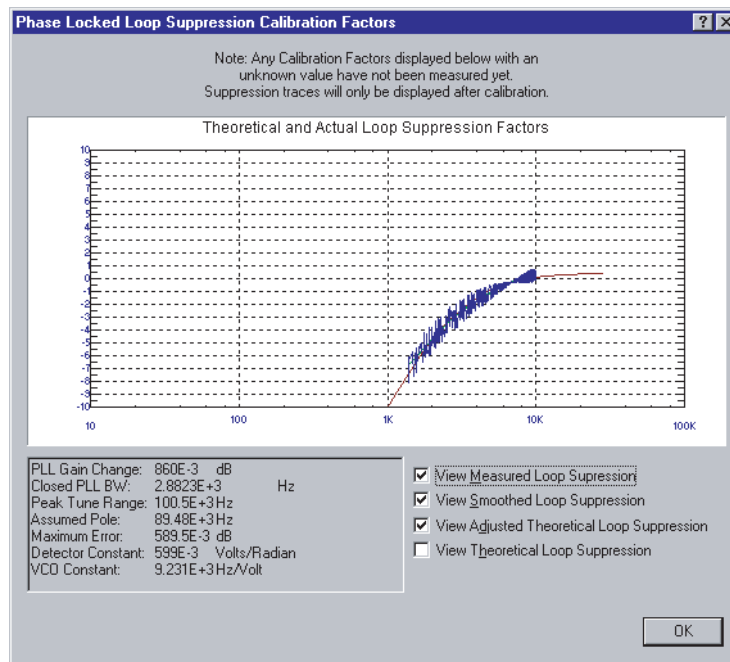 Phase Locked Loop Suppression Calibration Factors
Note: Any Calibration Factors displayed below with an
unknown value have not been measured yet.
Suppression traces will only be displayed after calibration.
Theoretical and Actual Loop Suppression Factors
10
9
8
7
6
5
4
3
2
1
0
-1
-2
-3
-4
-5
-6
-7
-8
-9
-10
10
100
1K
10K
100K
PLL Gain Change: 860E-3 dB
Closed PLL BW: 2.8823E+3 Hz
Peak Tune Range: 100.5E+3 Hz
Assumed Pole: 89.48E+3 Hz
Maximum Error: 589.5E-3 dB
Detector Constant: 599E-3 Volts/Radian
VCO Constant: 9.231E+3 Hz/Volt
View Measured Loop Supression
View Smoothed Loop Suppression
View Adjusted Theoretical Loop Suppression
View Theoretical Loop Suppression
OK